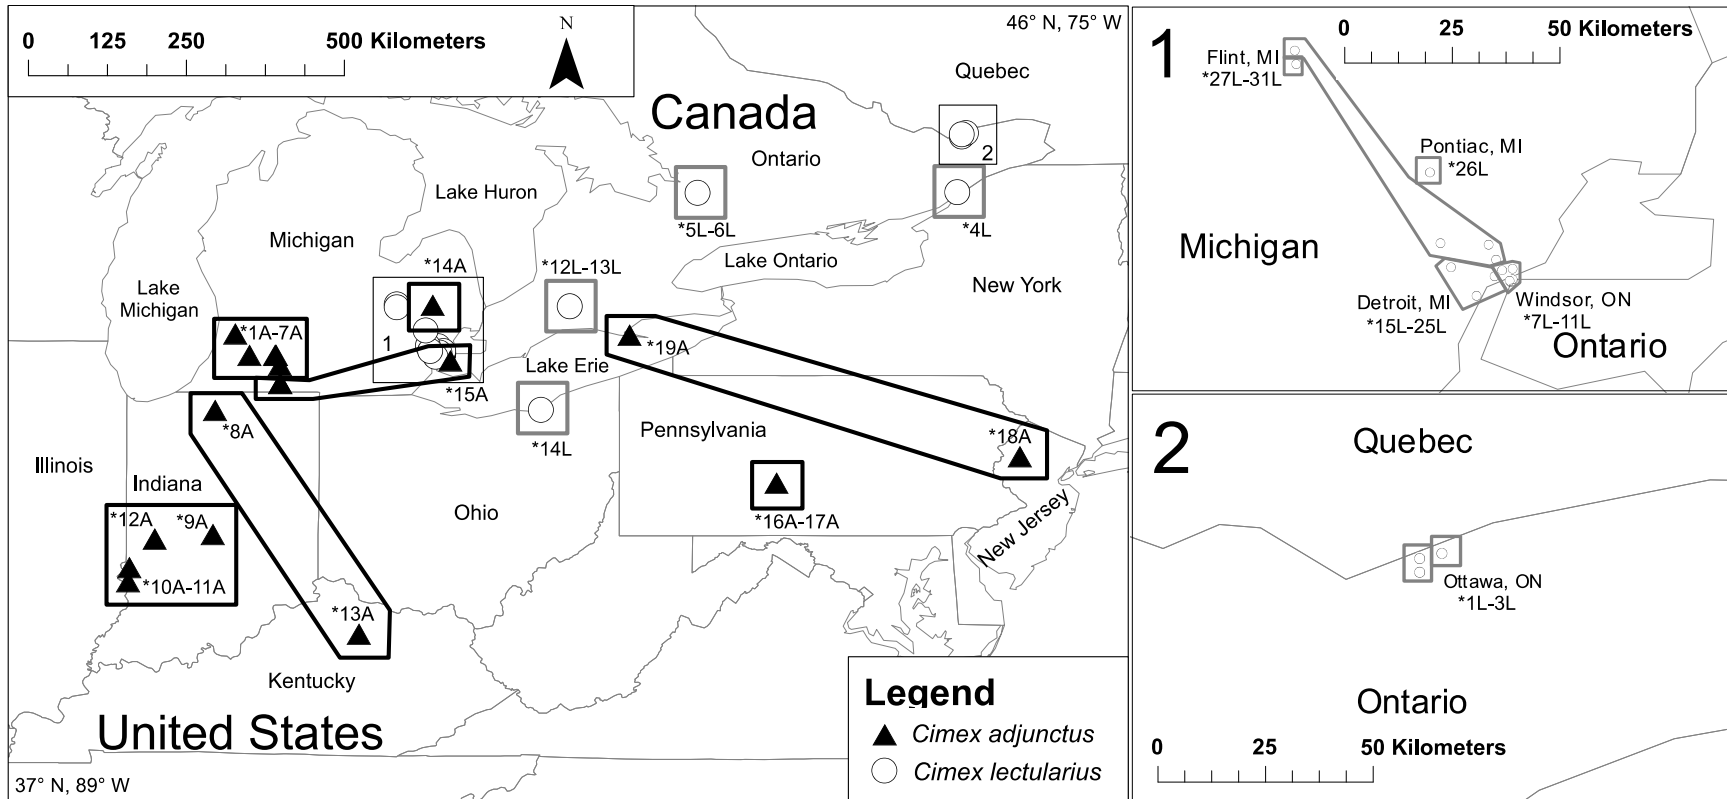 0 125 250 500 Kilometers
N
46° N, 75° W
Quebec
Canada
Ontario
2
Lake Huron
*5L-6L
*4L
Michigan
*14A
*12L-13L
Lake Ontario
New York
Lake
Michigan
*1A-7A
1
*19A
Lake Erie
*15A
*8A
*14L
Pennsylvania
*18A
Illinois
Indiana
*12A
*9A
Ohio
*16A-17A
New Jersey
*10A-11A
*13A
Kentucky
United States
37° N, 89° W
Legend
Cimex adjunctus
Cimex lectularius
1
0 25 50 Kilometers
Flint, MI
*27L-31L
Pontiac, MI
*26L
Michigan
Detroit, MI
*15L-25L
Windsor, ON
*7L-11L
Ontario
2
Quebec
Ottawa, ON
*1L-3L
Ontario
0 25 50 Kilometers